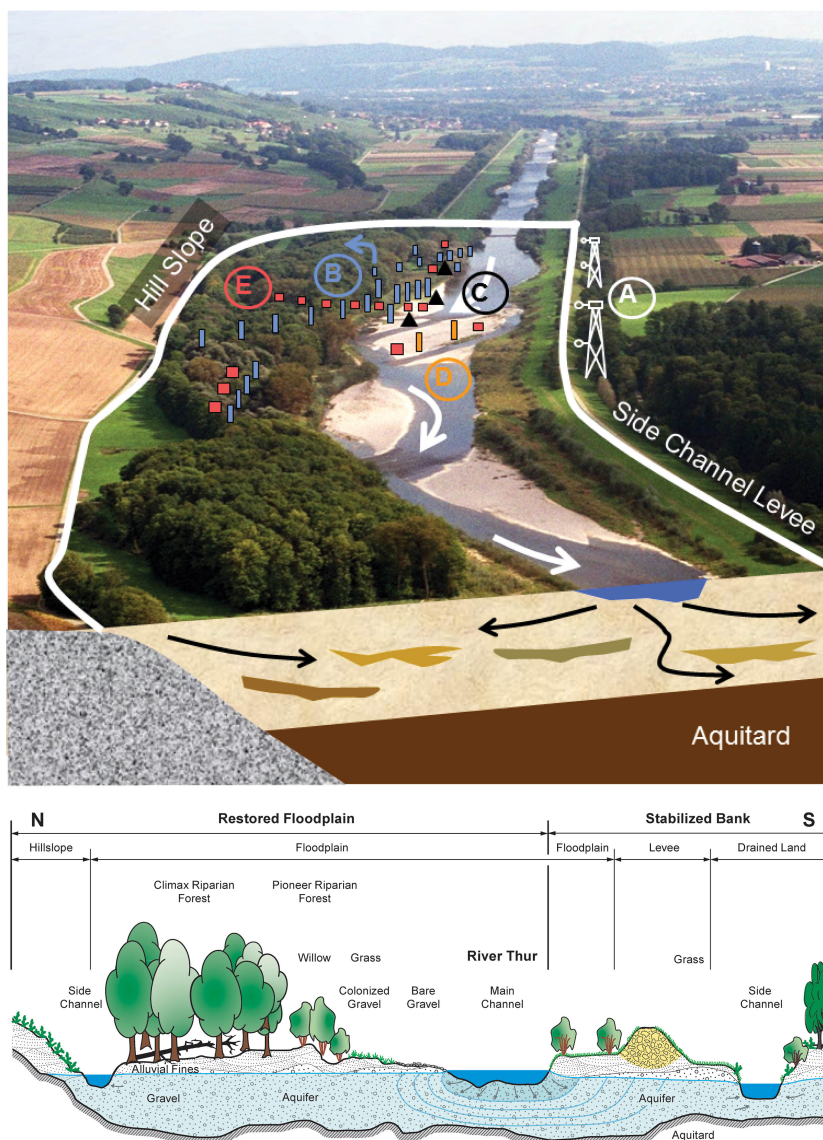 Hill Slope
E
B
C
A
D
Side Channel Levee
Aquitard
N
Restored Floodplain
Stabilized Bank
S
Hillslope
Floodplain
Floodplain
Levee
Drained Land
Climax Riparian
Forest
Pioneer Riparian
Forest
Willow
Grass
River Thur
Grass
Side
Channel
Colonized
Gravel
Bare
Gravel
Main
Channel
Side
Channel
Alluvial Fines
Gravel
Aquifer
Aquifer
Aquitard